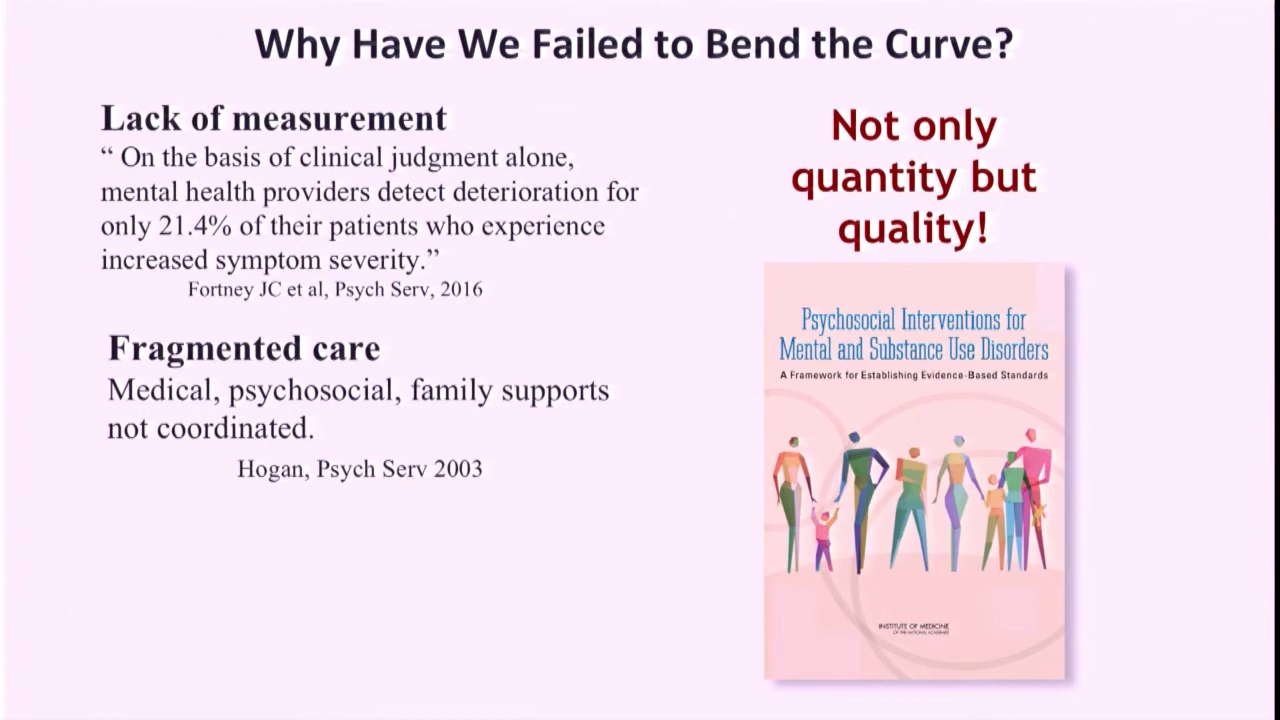 Why Have We Failed to Bend the Curve?
Lack of measurement
“ On the basis of clinical judgment alone,
mental health providers detect deterioration for
only 21.4% of their patients who experience
increased symptom severity.”
Fortney JC et al, Psych Serv, 2016
Fragmented care
Medical, psychosocial, family supports
not coordinated.
Hogan, Psych Serv 2003
Not only
quantity but
quality!
Psychosocial Interventions for
Mental and Substance Use Disorders
A Framework for Establishing Evidence-Based Standards
INSTITUTE OF MEDICINE
OF THE NATIONAL ACADEMIES